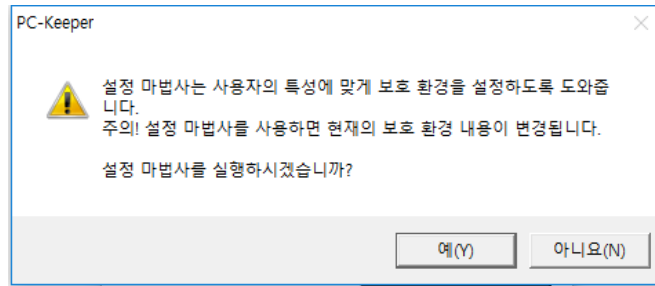 PC-Keeper
설정 마법사는 사용자의 특성에 맞게 보호 환경을 설정하도록 도와줍
니다.
주의! 설정 마법사를 사용하면 현재의 보호 환경 내용이 변경됩니다.
설정 마법사를 실행하시겠습니까?
예(Y) 아니요(N)